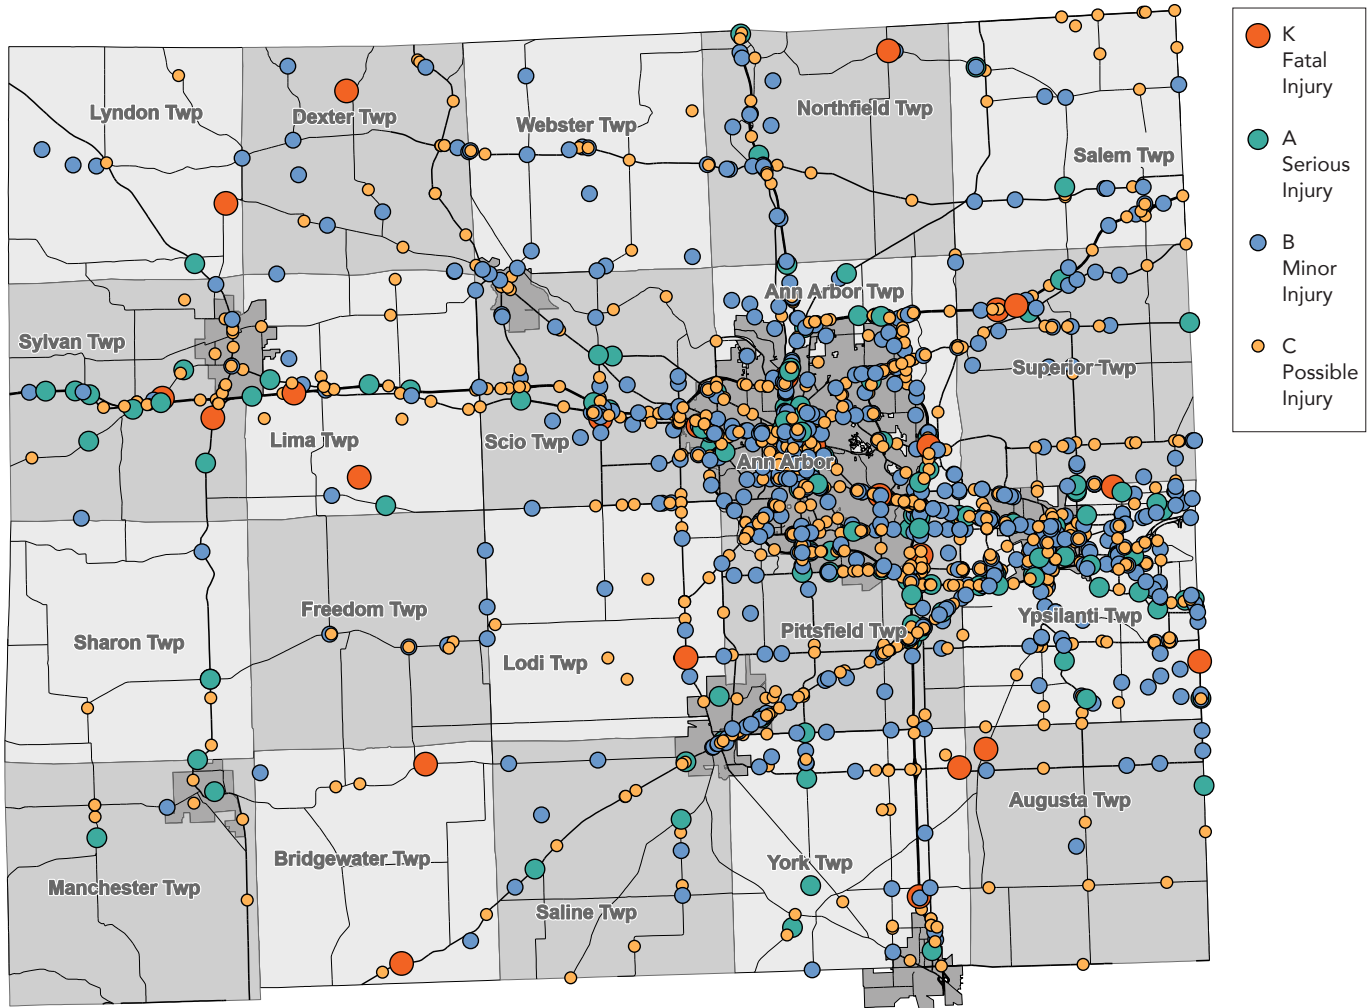 K
Fatal
Injury
A
Serious
Injury
B
Minor
Injury
C
Possible
Injury
Lyndon Twp
Dexter Twp
Webster Twp
Northfield Twp
Salem Twp
Sylvan Twp
Lima Twp
Scio Twp
Ann Arbor Twp
Ann Arbor
Superior Twp
Sharon Twp
Freedom Twp
Lodi Twp
Pittsfield Twp
Ypsilanti Twp
Manchester Twp
Bridgewater Twp
Saline Twp
York Twp
Augusta Twp